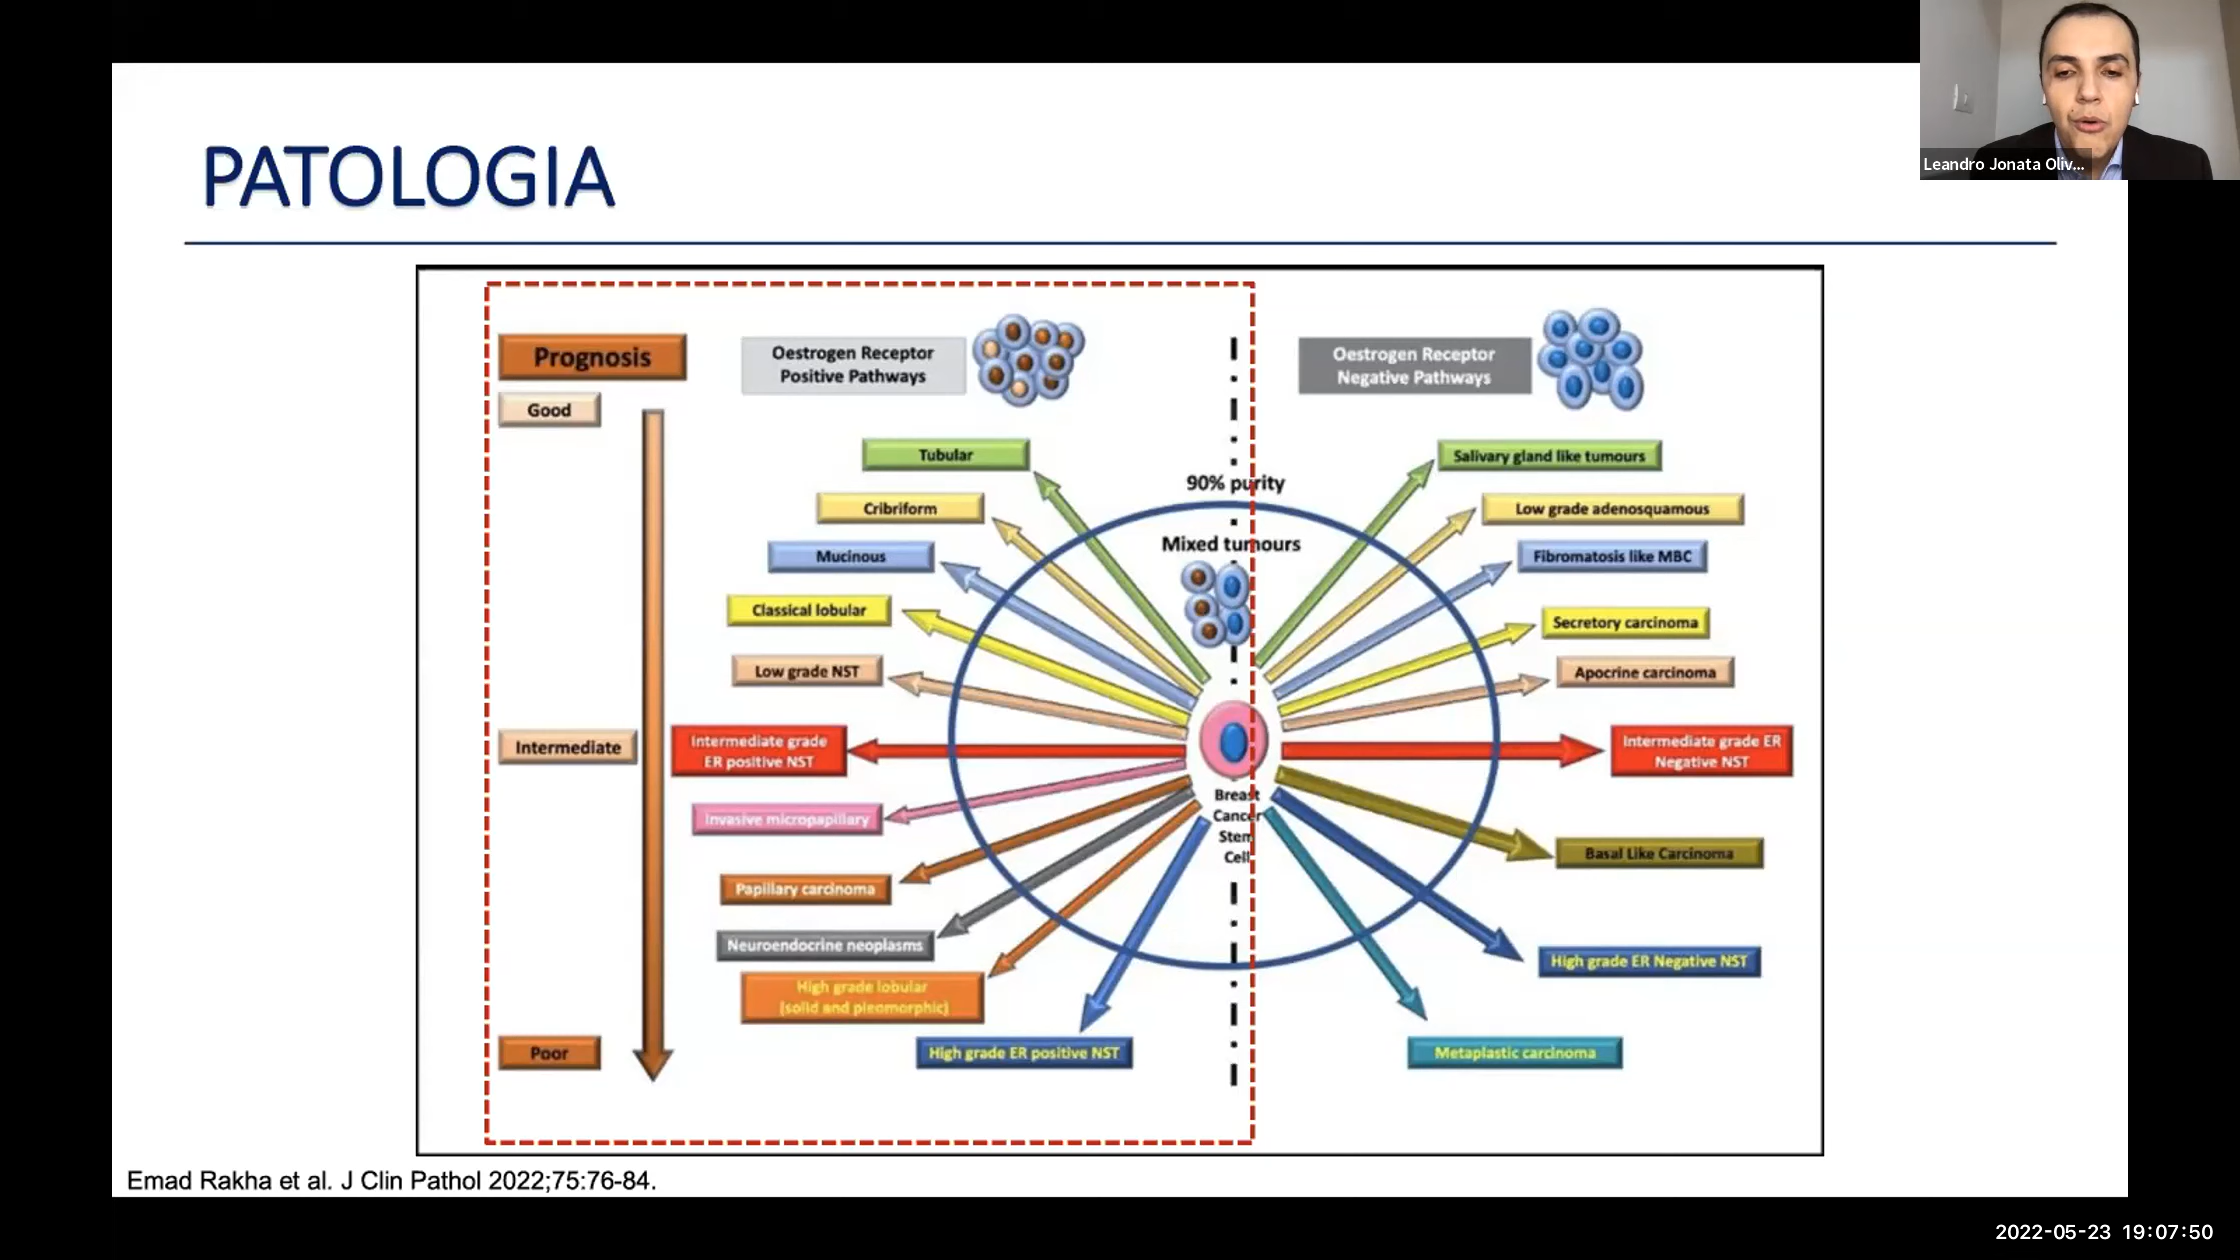 Leandro Jonata Oliv...
PATOLOGIA
Prognosis
Good
Intermediate
Poor
Oestrogen Receptor
Positive Pathways
Oestrogen Receptor
Negative Pathways
90% purity
Mixed tumours
Breast
Cancer
Stem
Cell
Tubular
Cribriform
Mucinous
Classical lobular
Low grade NST
Intermediate grade
ER positive NST
Invasive micropapillary
Papillary carcinoma
Neuroendocrine neoplasms
High grade lobular
(solid and pleomorphic)
High grade ER positive NST
Salivary gland like tumours
Low grade adenosquamous
Fibromatosis like MBC
Secretory carcinoma
Apocrine carcinoma
Intermediate grade ER
Negative NST
Basal Like Carcinoma
High grade ER Negative NST
Metaplastic carcinoma
Emad Rakha et al. J Clin Pathol 2022;75:76-84.
2022-05-23 19:07:50